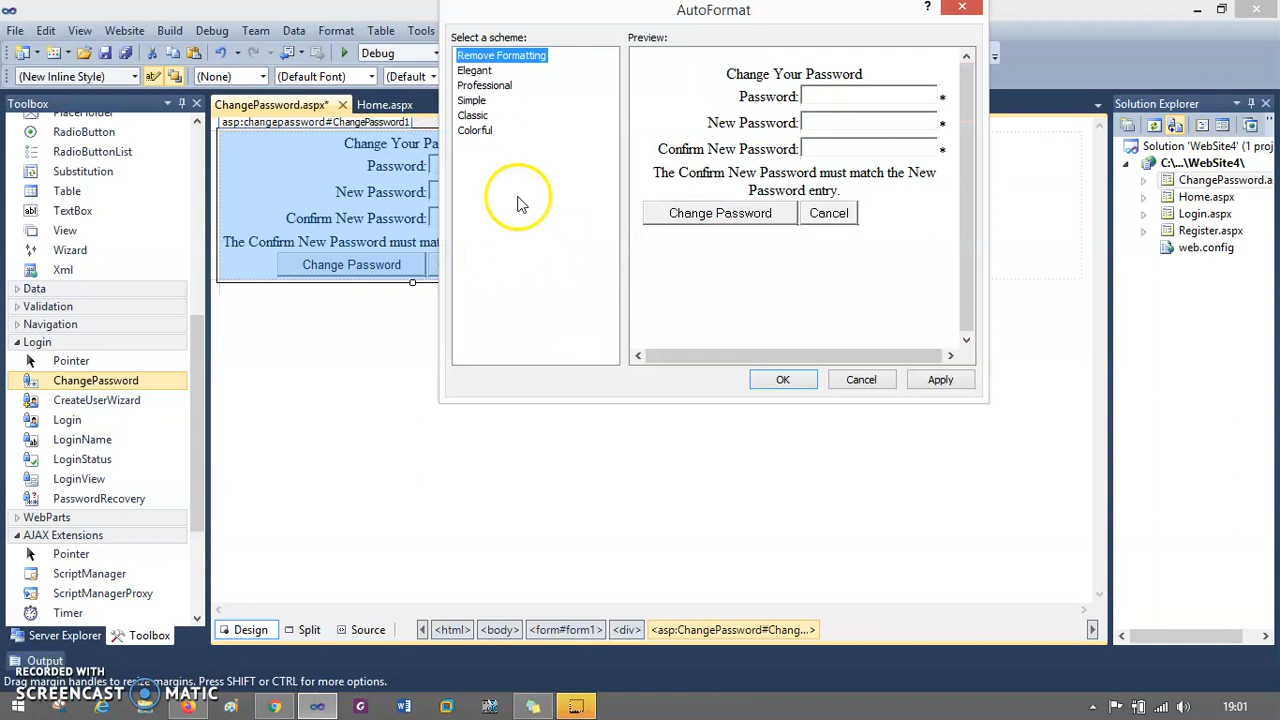 AutoFormat
?
File Edit View Website Build Debug Team Data Format Table Tools
Debug
(New Inline Style) (None) (Default Font) (Default
Select a scheme:
Remove Formatting
Elegant
Professional
Simple
Classic
Colorful
Preview:
Change Your Password
Password: *
New Password: *
Confirm New Password: *
The Confirm New Password must match the New
Password entry.
Change Password Cancel
OK Cancel Apply
Toolbox
RadioButton
RadioButtonList
Substitution
Table
TextBox
View
Wizard
Xml
Data
Validation
Navigation
Login
Pointer
ChangePassword
CreateUserWizard
Login
LoginName
LoginStatus
LoginView
PasswordRecovery
WebParts
AJAX Extensions
Pointer
ScriptManager
ScriptManagerProxy
Timer
Server Explorer Toolbox
Output
ChangePassword.aspx* Home.aspx
asp:changepassword#ChangePassword1
Change Your Pa
Password:
New Password:
Confirm New Password:
The Confirm New Password must mat
Change Password
Design Split Source <html> <body> <form#form1> <div> <asp:ChangePassword#Chang...>
Solution Explorer
Solution 'WebSite4' (1 proj
C:\...\WebSite4\
ChangePassword.a
Home.aspx
Login.aspx
Register.aspx
web.config
Drag margin handles to resize margins. Press SHIFT or CTRL for more options.
RECORDED WITH
SCREENCAST MATIC
19:01